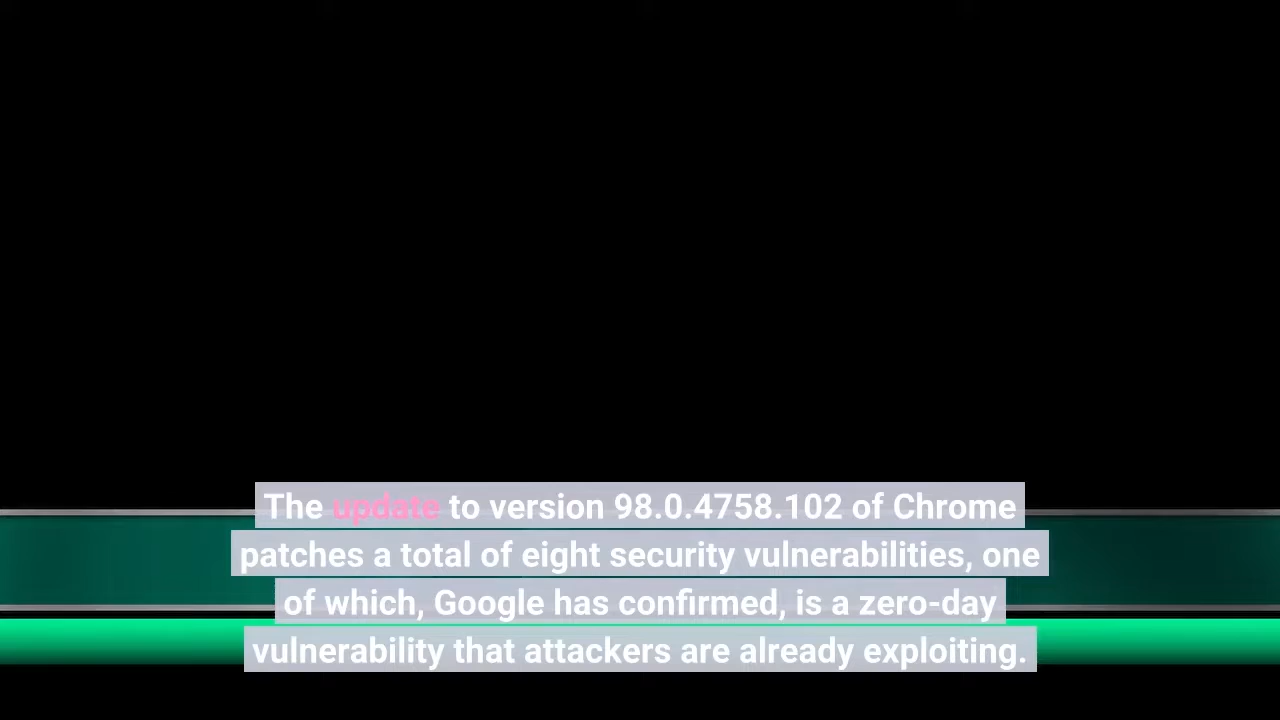 The update to version 98.0.4758.102 of Chrome
patches a total of eight security vulnerabilities, one
of which, Google has confirmed, is a zero-day
vulnerability that attackers are already exploiting.